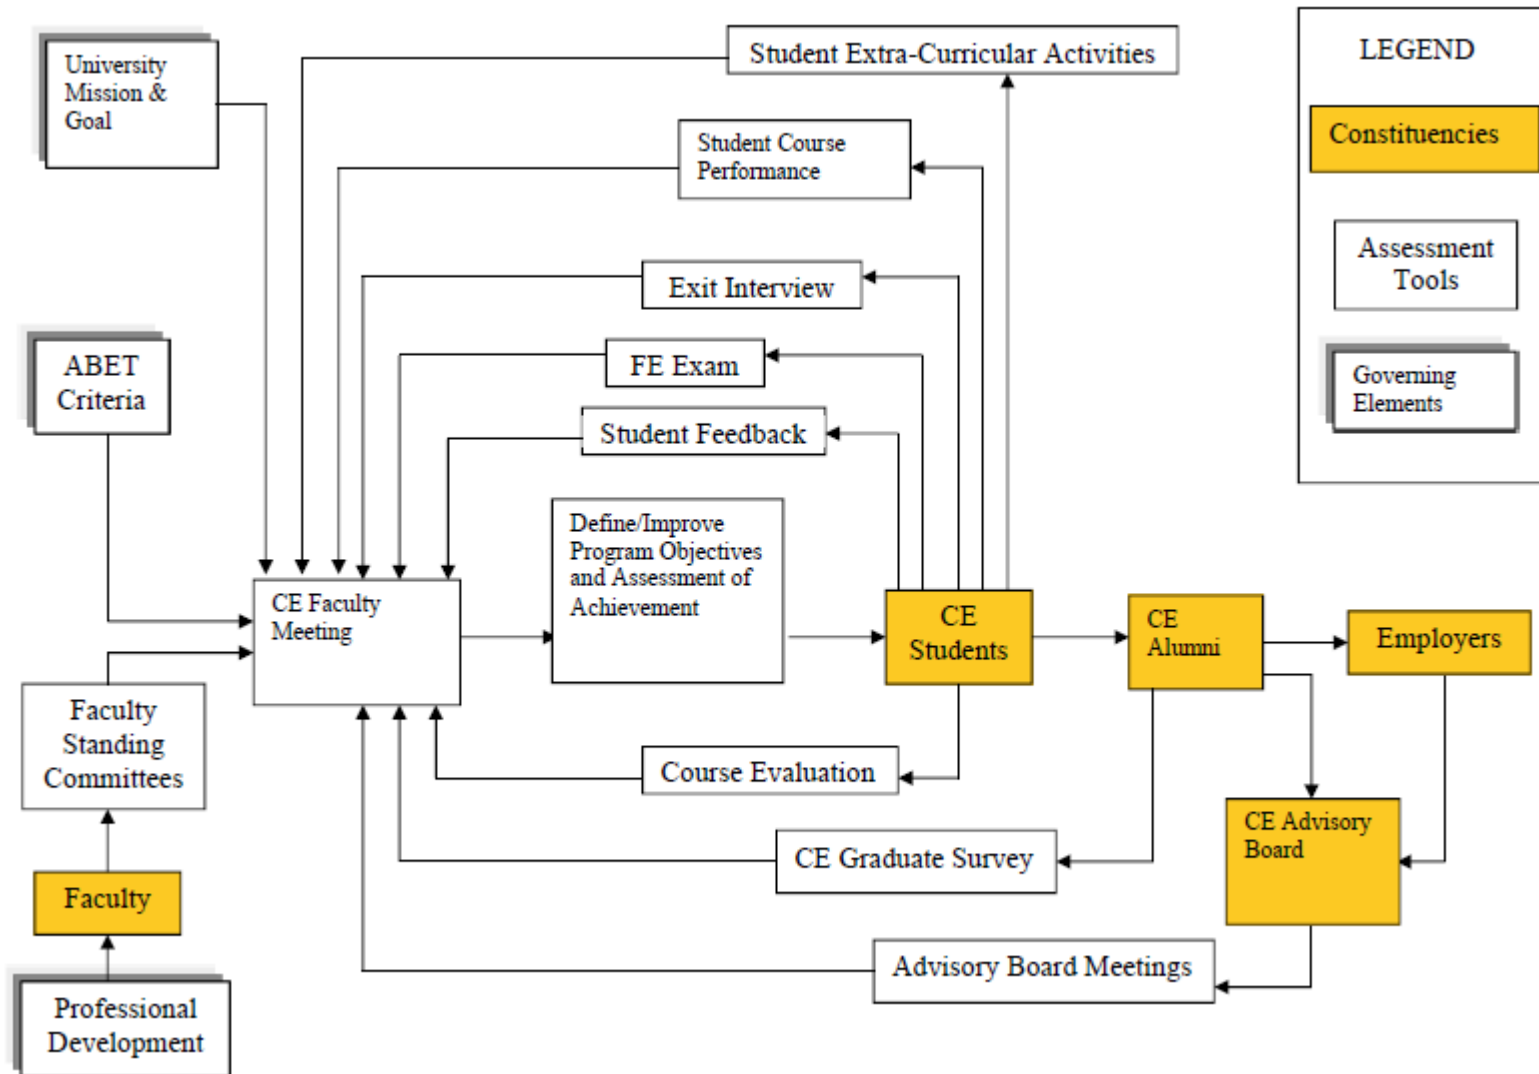 University
Mission &
Goal
Student Extra-Curricular Activities
LEGEND
Constituencies
Student Course
Performance
Assessment
Tools
Exit Interview
ABET
Criteria
FE Exam
Governing
Elements
Student Feedback
Define/Improve
Program Objectives
and Assessment of
Achievement
CE Faculty
Meeting
CE
Students
CE
Alumni
Employers
Faculty
Standing
Committees
Course Evaluation
CE Advisory
Board
CE Graduate Survey
Faculty
Advisory Board Meetings
Professional
Development